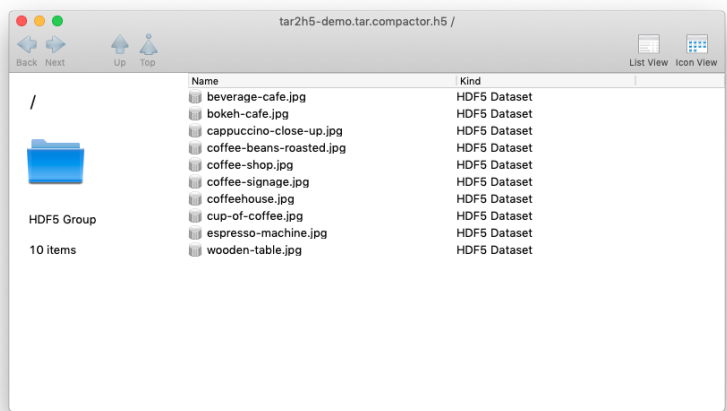 tar2h5-demo.tar.compactor.h5 /
Back Next Up Top List View Icon View
Name Kind
/
beverage-cafe.jpg HDF5 Dataset
bokeh-cafe.jpg HDF5 Dataset
cappuccino-close-up.jpg HDF5 Dataset
coffee-beans-roasted.jpg HDF5 Dataset
coffee-shop.jpg HDF5 Dataset
coffee-signage.jpg HDF5 Dataset
coffeehouse.jpg HDF5 Dataset
cup-of-coffee.jpg HDF5 Dataset
espresso-machine.jpg HDF5 Dataset
wooden-table.jpg HDF5 Dataset
HDF5 Group
10 items